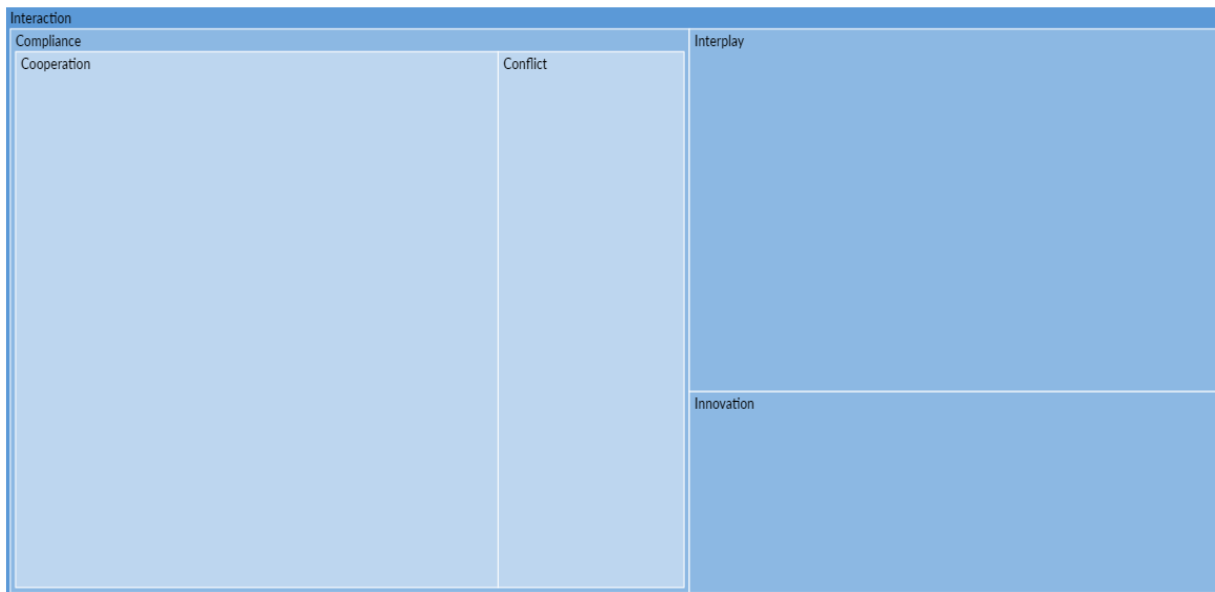 Interaction
Compliance
Interplay
Cooperation
Conflict
Innovation